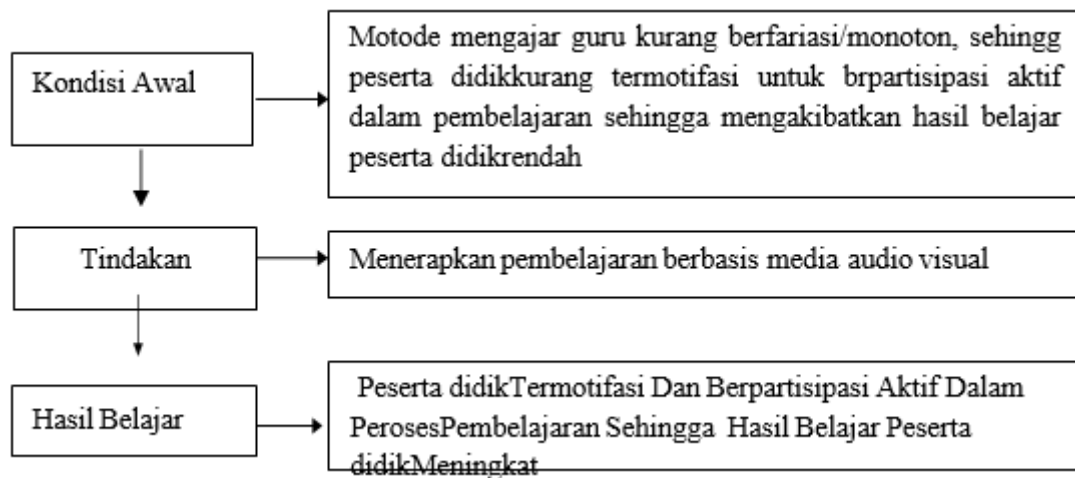 Kondisi Awal
Motode mengajar guru kurang berfariasi/monoton, sehingg
peserta didikkurang termotifasi untuk brpartisipasi aktif
dalam pembelajaran sehingga mengakibatkan hasil belajar
peserta didikrendah
Tindakan
Menerapkan pembelajaran berbasis media audio visual
Hasil Belajar
Peserta didikTermotifasi Dan Berpartisipasi Aktif Dalam
PerosesPembelajaran Sehingga Hasil Belajar Peserta
didikMeningkat